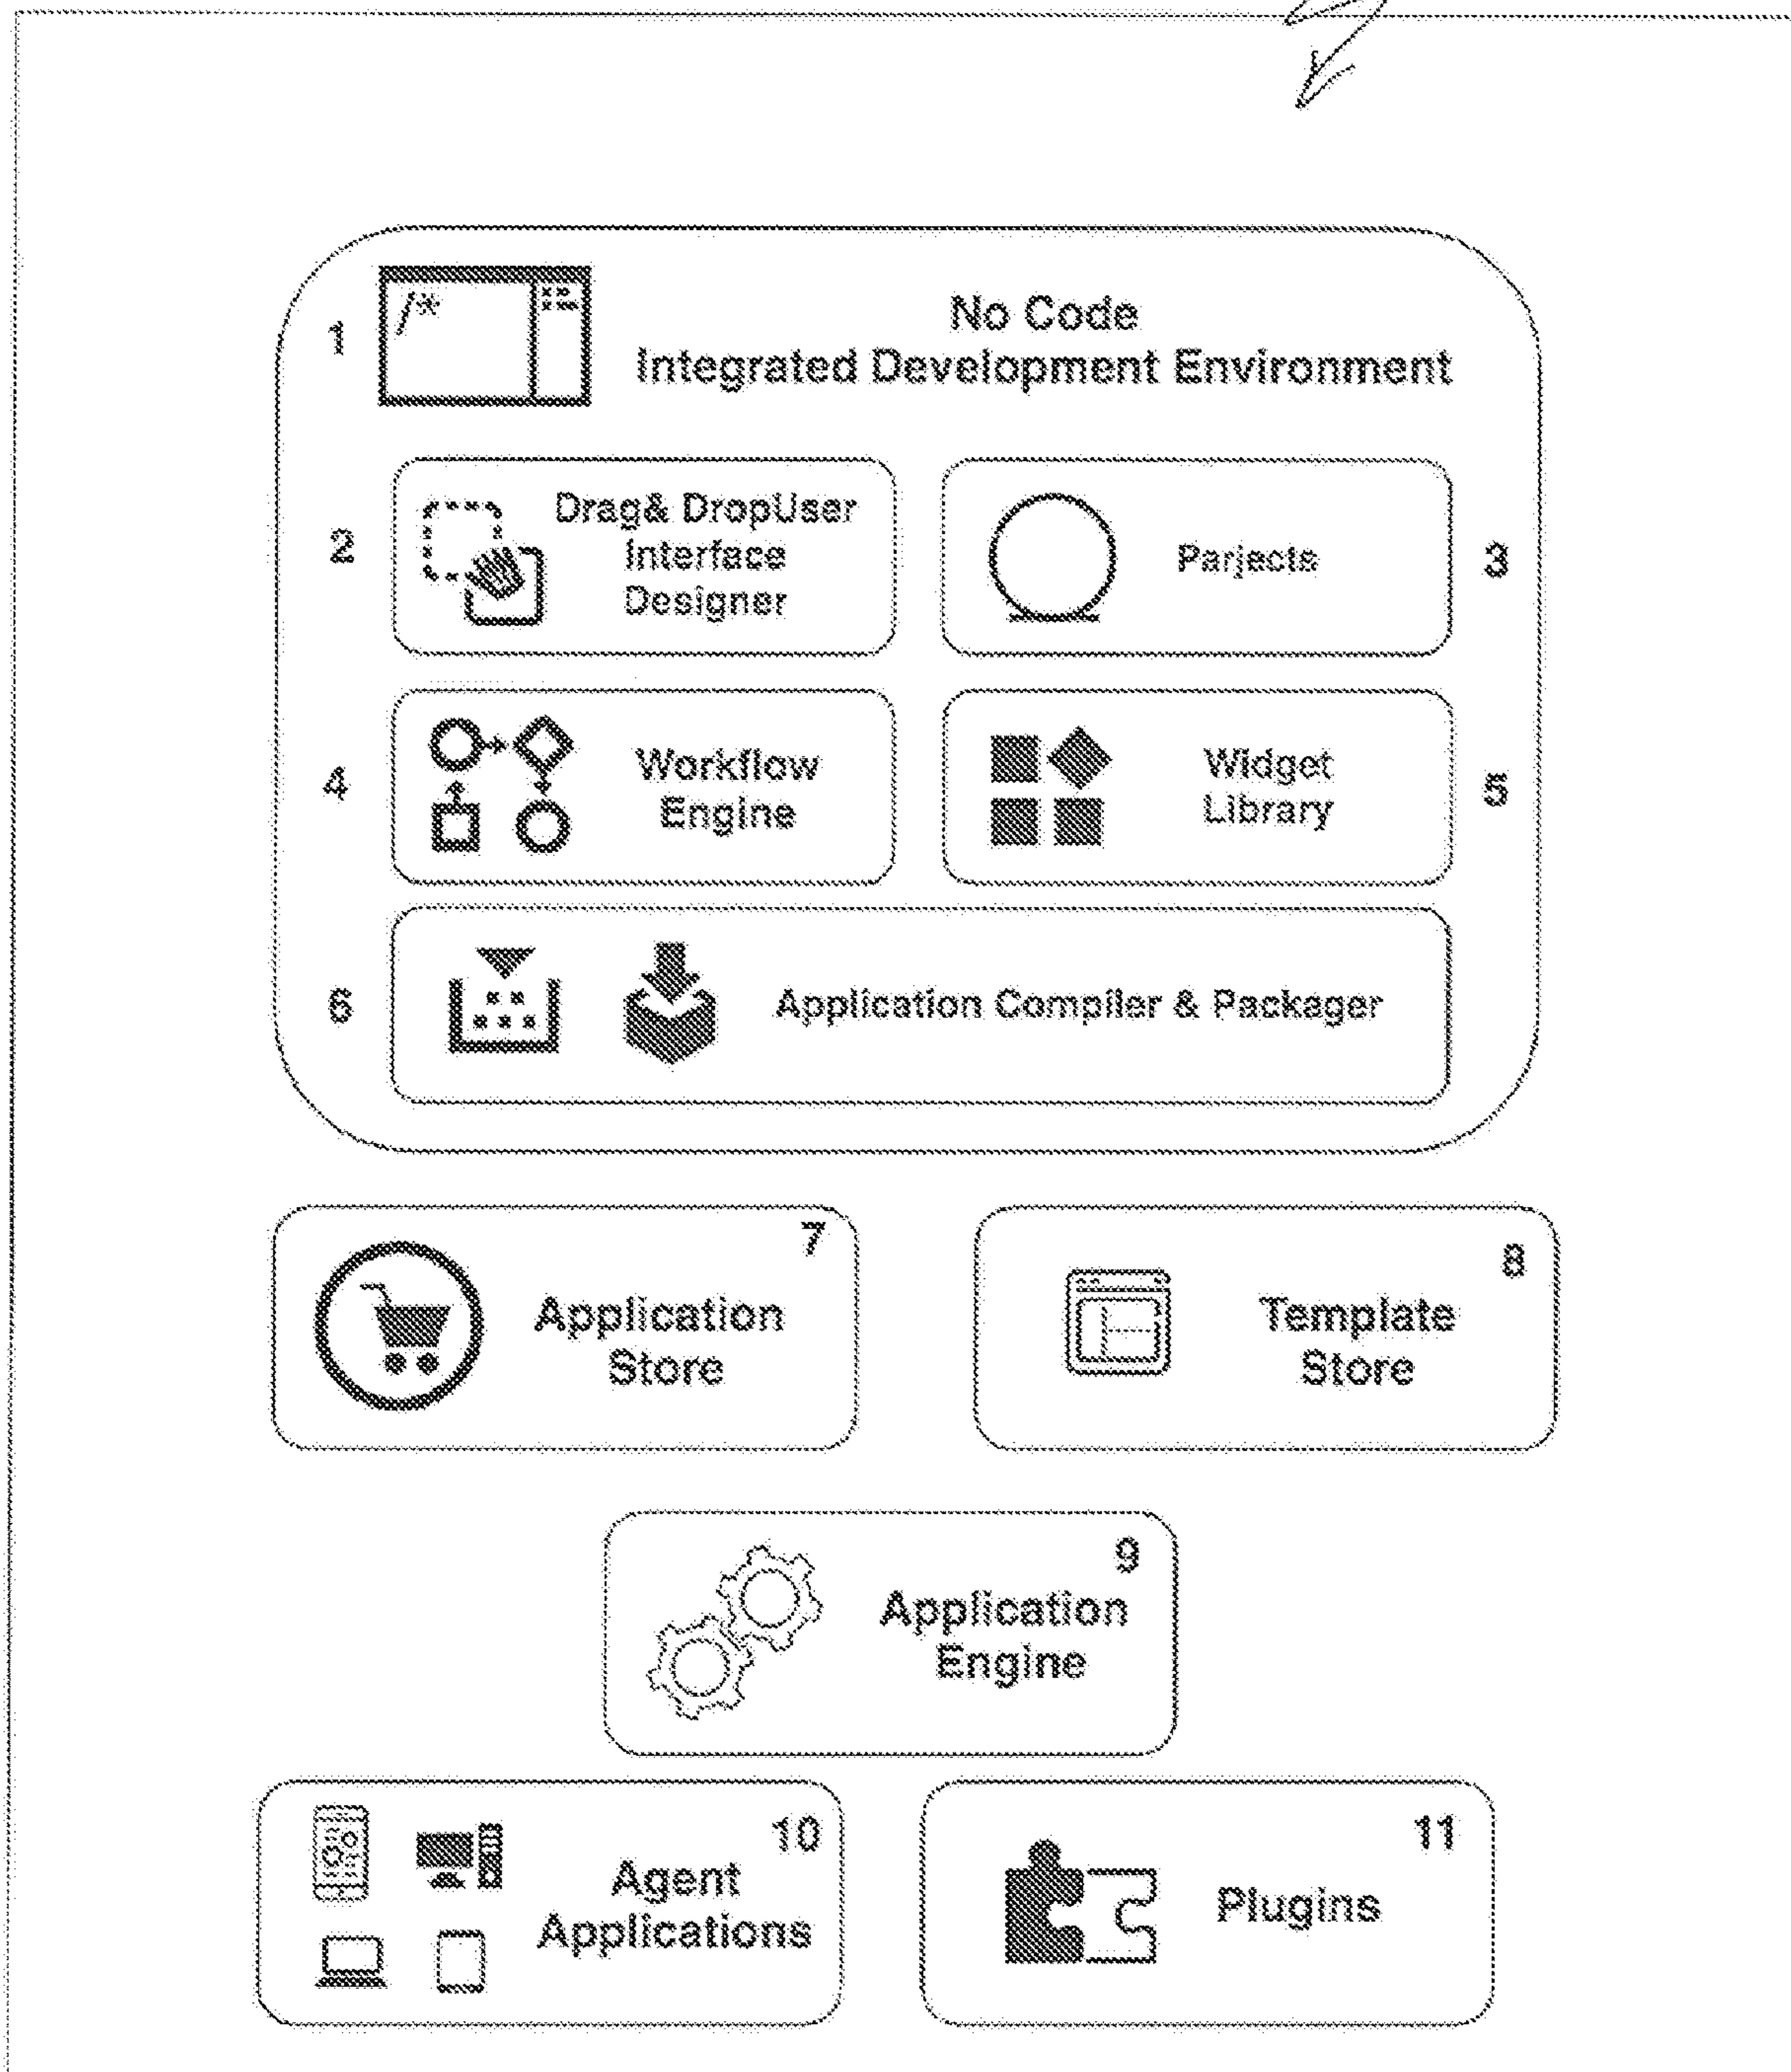 1
/*
No Code
Integrated Development Environment
2
Drag& DropUser
Interface
Designer
Parjects
3
4
Workflow
Engine
Widget
Library
5
6
Application Compiler & Packager
7
Application
Store
8
Template
Store
9
Application
Engine
10
Agent
Applications
11
Plugins